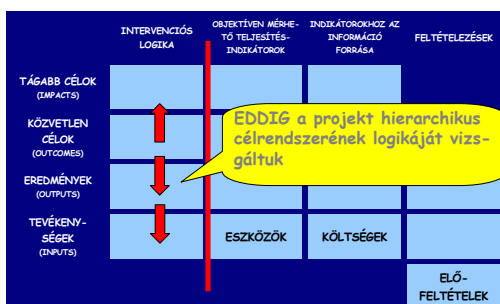 INTERVENCIÓS
LOGIKA
OBJEKTÍVEN MÉRHE-
TŐ TELJESÍTÉS-
INDIKÁTOROK
INDIKÁTOROKHOZ AZ
INFORMÁCIÓ
FORRÁSA
FELTÉTELEZÉSEK
TÁGABB CÉLOK
(IMPACTS)
KÖZVETLEN
CÉLOK
(OUTCOMES)
EDDIG a projekt hierarchikus
célrendszerének logikáját vizs-
gáltuk
EREDMÉNYEK
(OUTPUTS)
TEVÉKENY-
SÉGEK
(INPUTS)
ESZKÖZÖK
KÖLTSÉGEK
ELŐ-
FELTÉTELEK